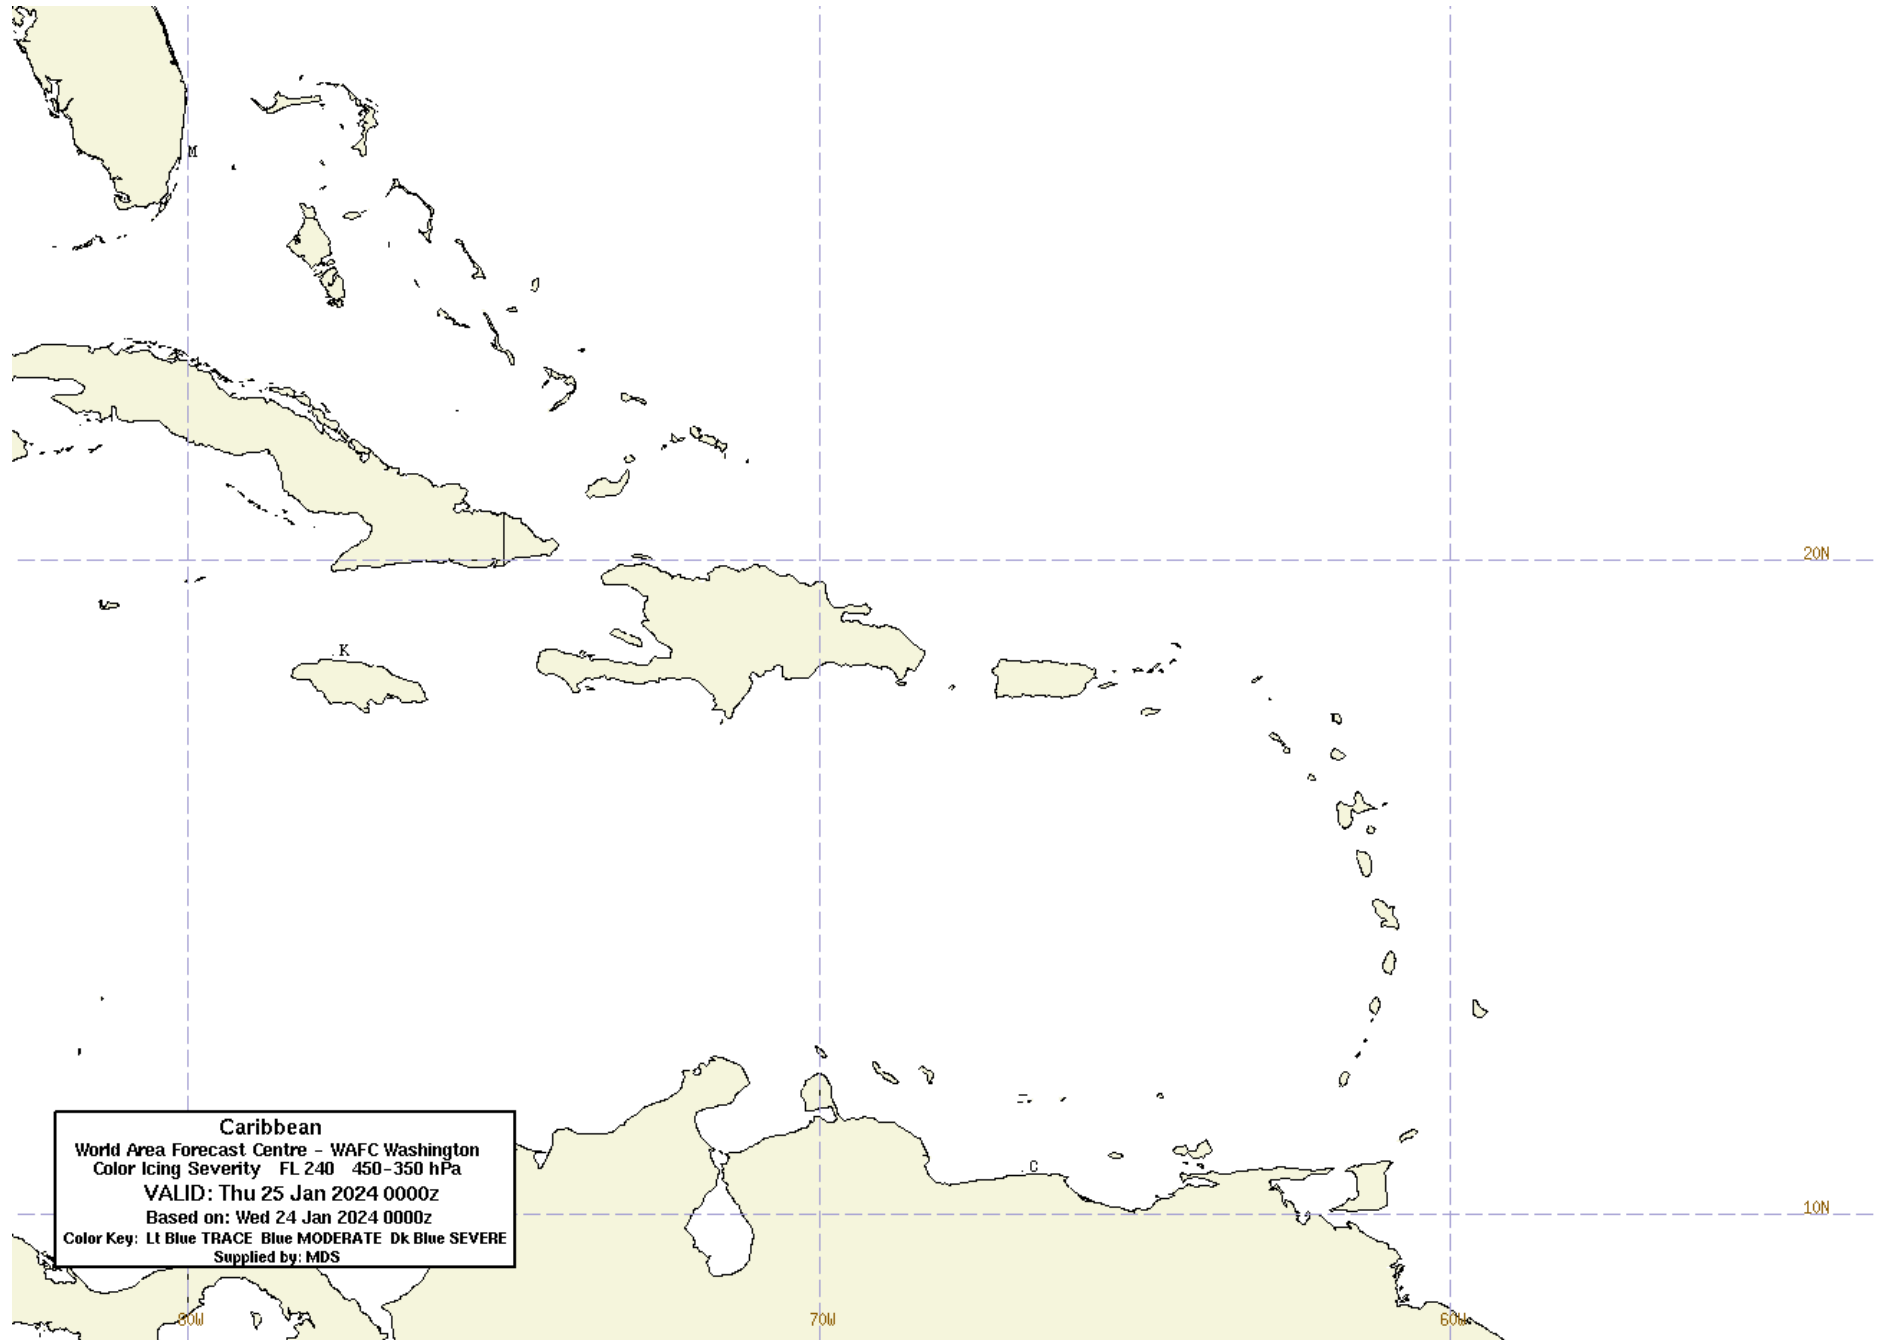 M
20N
K
C
10N
Caribbean
World Area Forecast Centre - WAFC Washington
Color Icing Severity FL 240 450-350 hPa
VALID: Thu 25 Jan 2024 0000z
Based on: Wed 24 Jan 2024 0000z
Color Key: Lt Blue TRACE Blue MODERATE Dk Blue SEVERE
Supplied by: MDS
80W 70W 60W